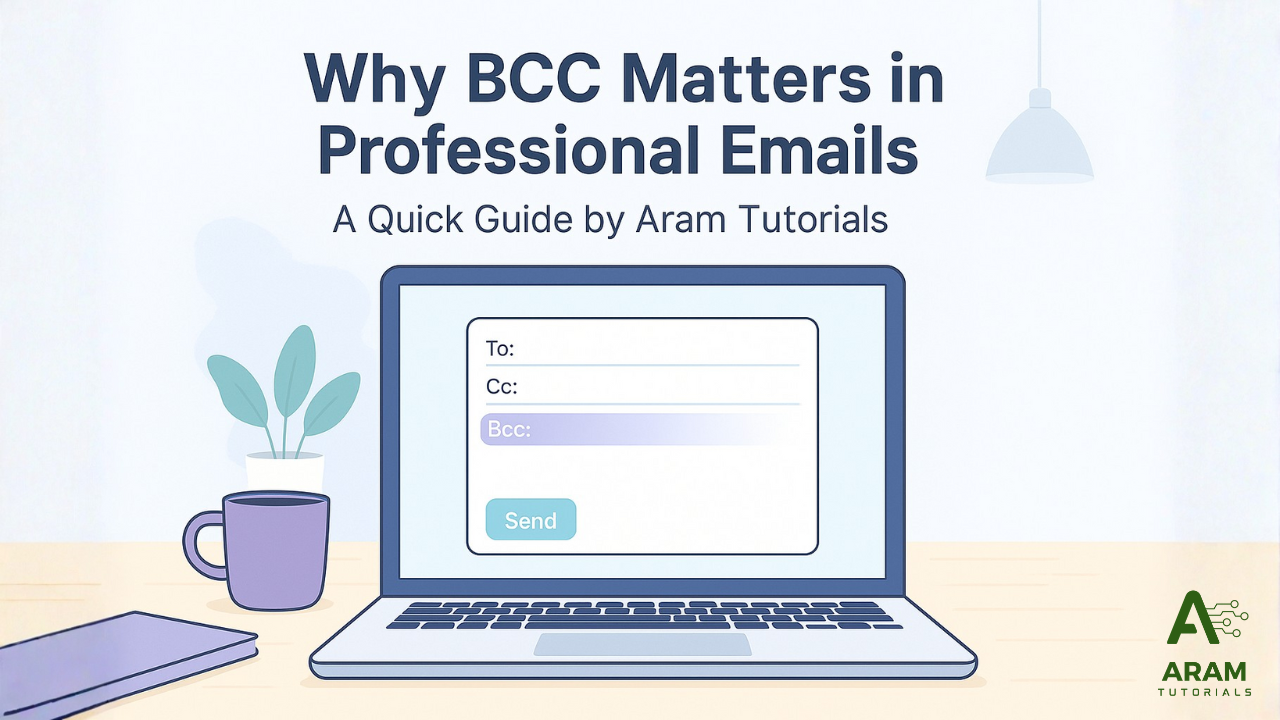 Why BCC Matters in
Professional Emails
A Quick Guide by Aram Tutorials
To:
Cc:
Bcc:
Send
A
ARAM
TUTORIALS